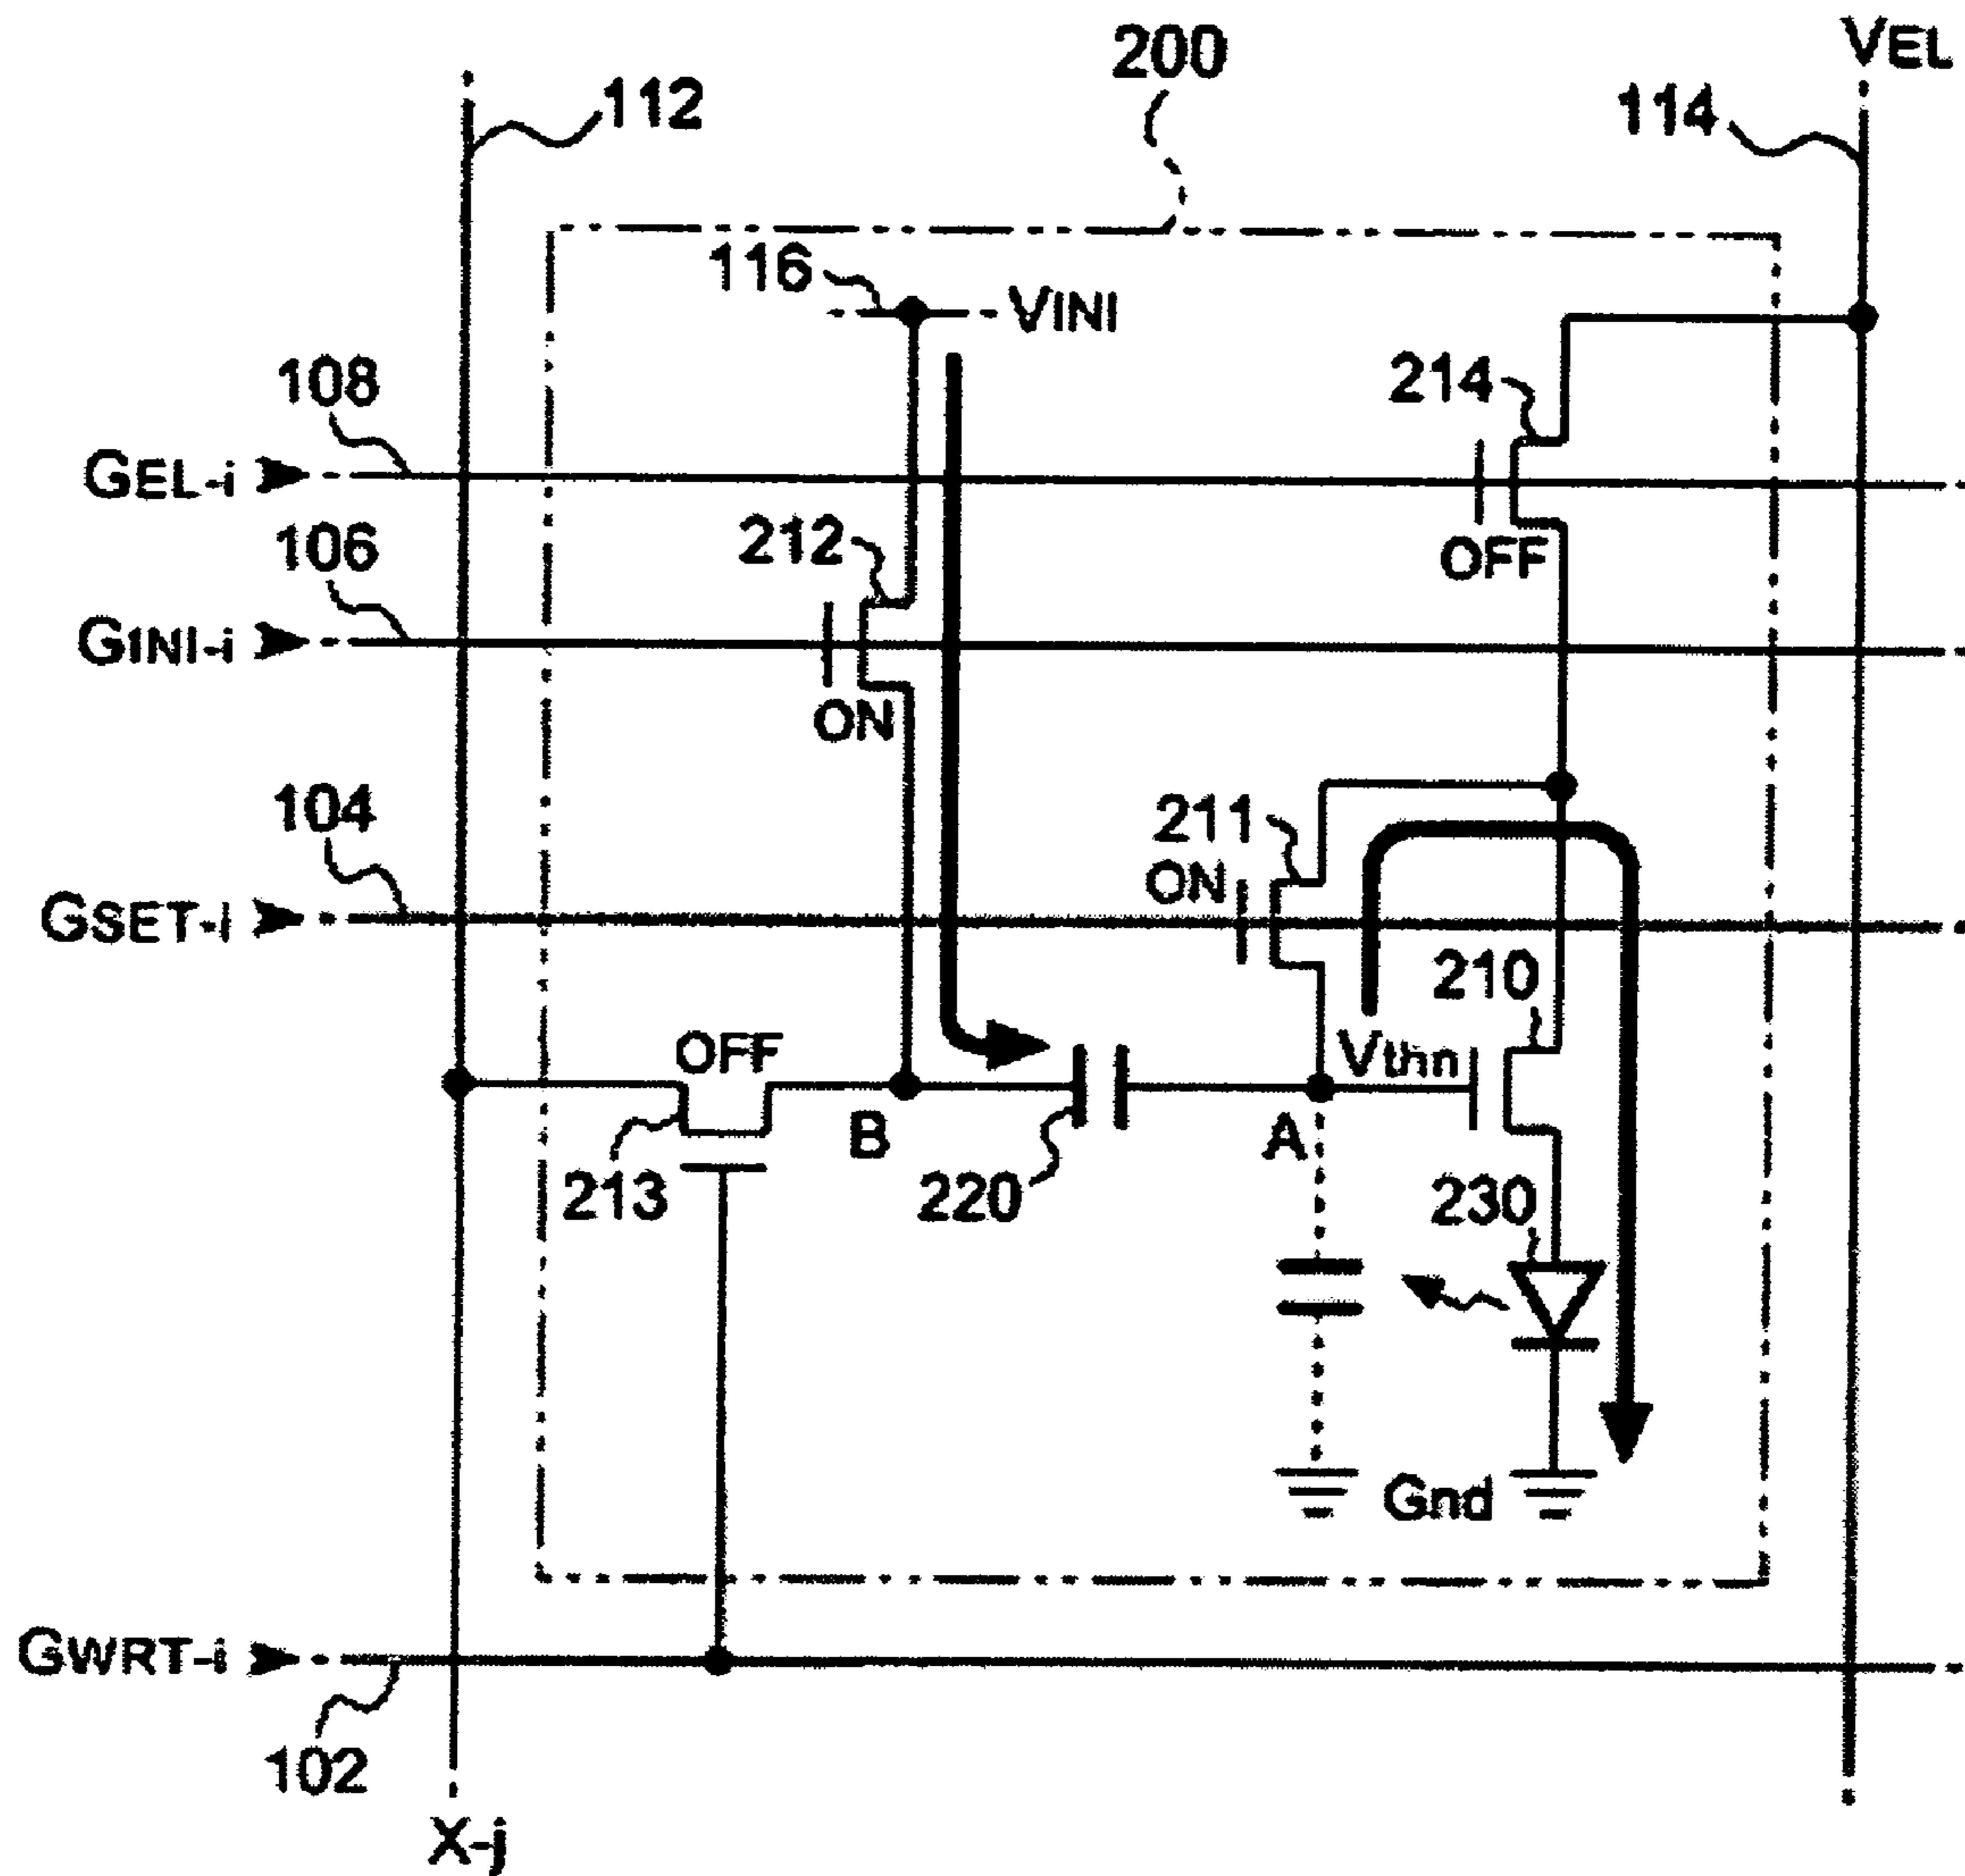 200
VEL
112
114
116
VINI
108
214
GEL-i
212
OFF
106
GINI-i
ON
104
211
ON
GSET-i
210
OFF
Vthn
B
A
213
220
230
Gnd
GWRT-i
102
X-j